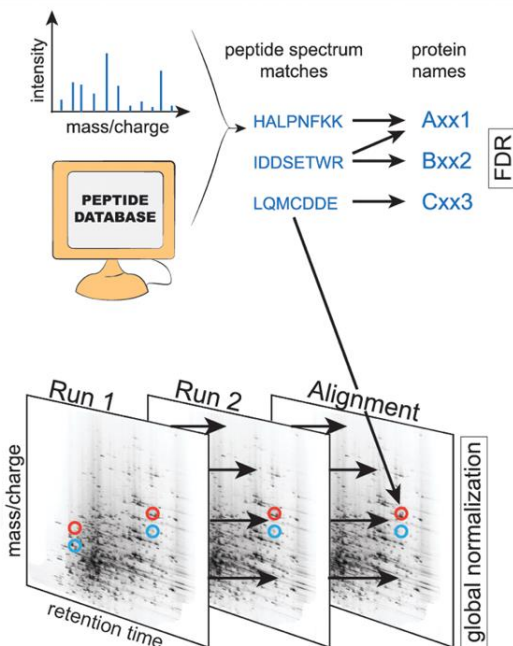 intensity
mass/charge
PEPTIDE
DATABASE
peptide spectrum
matches
protein
names
HALPNFKK
Axx1
IDDSETWR
Bxx2
LQMCDDE
Cxx3
FDR
Run 1
Run 2
Alignment
mass/charge
retention time
global normalization